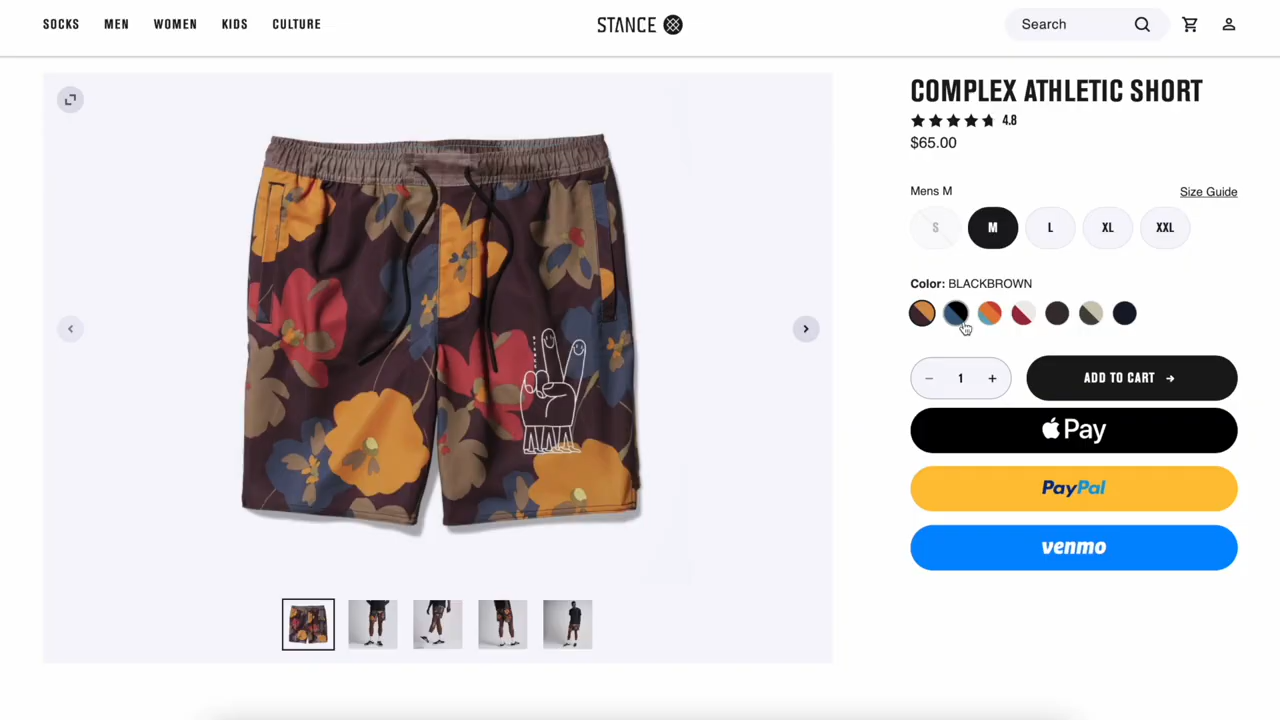 SOCKS MEN WOMEN KIDS CULTURE
STANCE
Search
COMPLEX ATHLETIC SHORT
4.8
$65.00
Mens M
Size Guide
S M L XL XXL
Color: BLACKBROWN
1
ADD TO CART
Pay
PayPal
venmo
STANCE